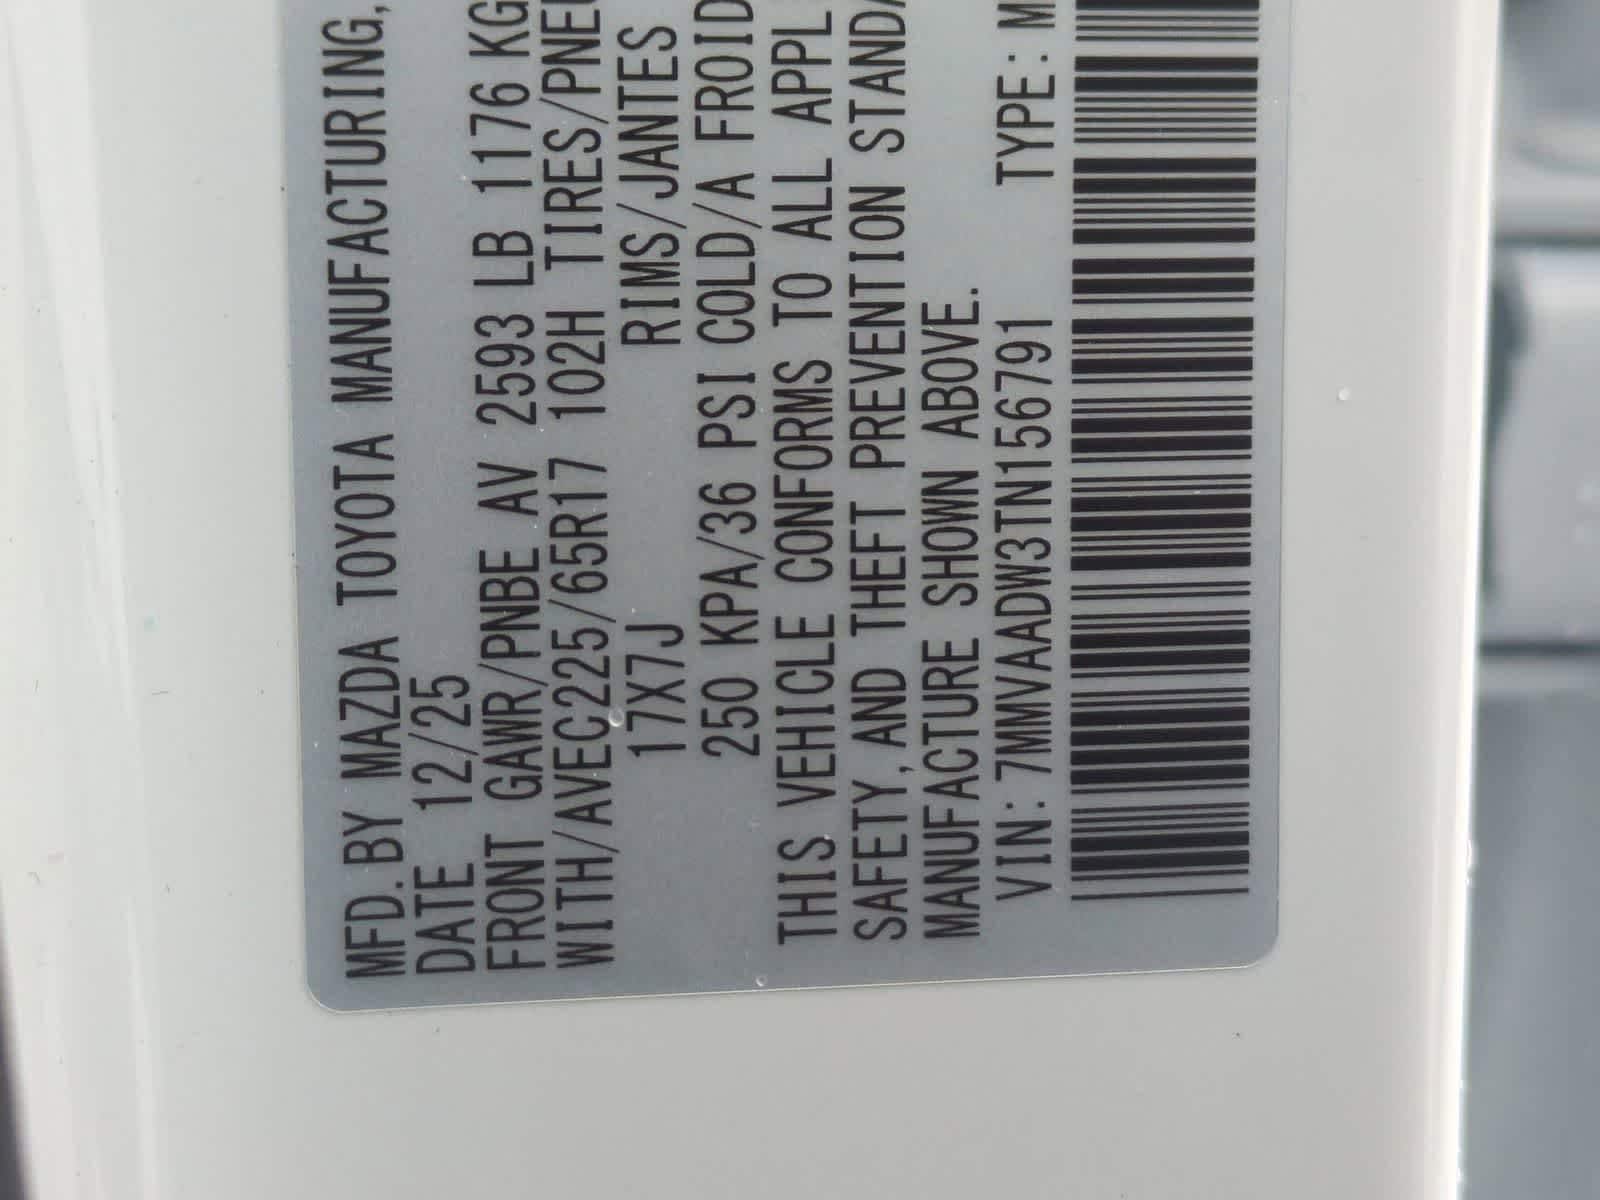 MFD.BY MAZDA TOYOTA MANUFACTURING,
DATE 12/25
FRONT GAWR/PNBE AV 2593 LB 1176 KG
WITH/AVEC225/65R17 102H TIRES/PNEU
17X7J RIMS/JANTES
250 KPA/36 PSI COLD/A FROID
THIS VEHICLE CONFORMS TO ALL APPL
SAFETY,AND THEFT PREVENTION STANDA
MANUFACTURE SHOWN ABOVE.
VIN:7MMVAADW3TN156791 TYPE:M